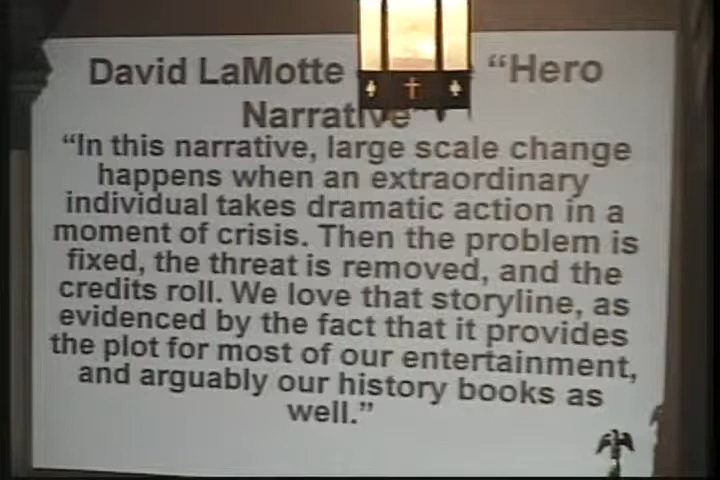 David LaMotte "Hero
Narrative"
“In this narrative, large scale change
happens when an extraordinary
individual takes dramatic action in a
moment of crisis. Then the problem is
fixed, the threat is removed, and the
credits roll. We love that storyline, as
evidenced by the fact that it provides
the plot for most of our entertainment,
and arguably our history books as
well.”